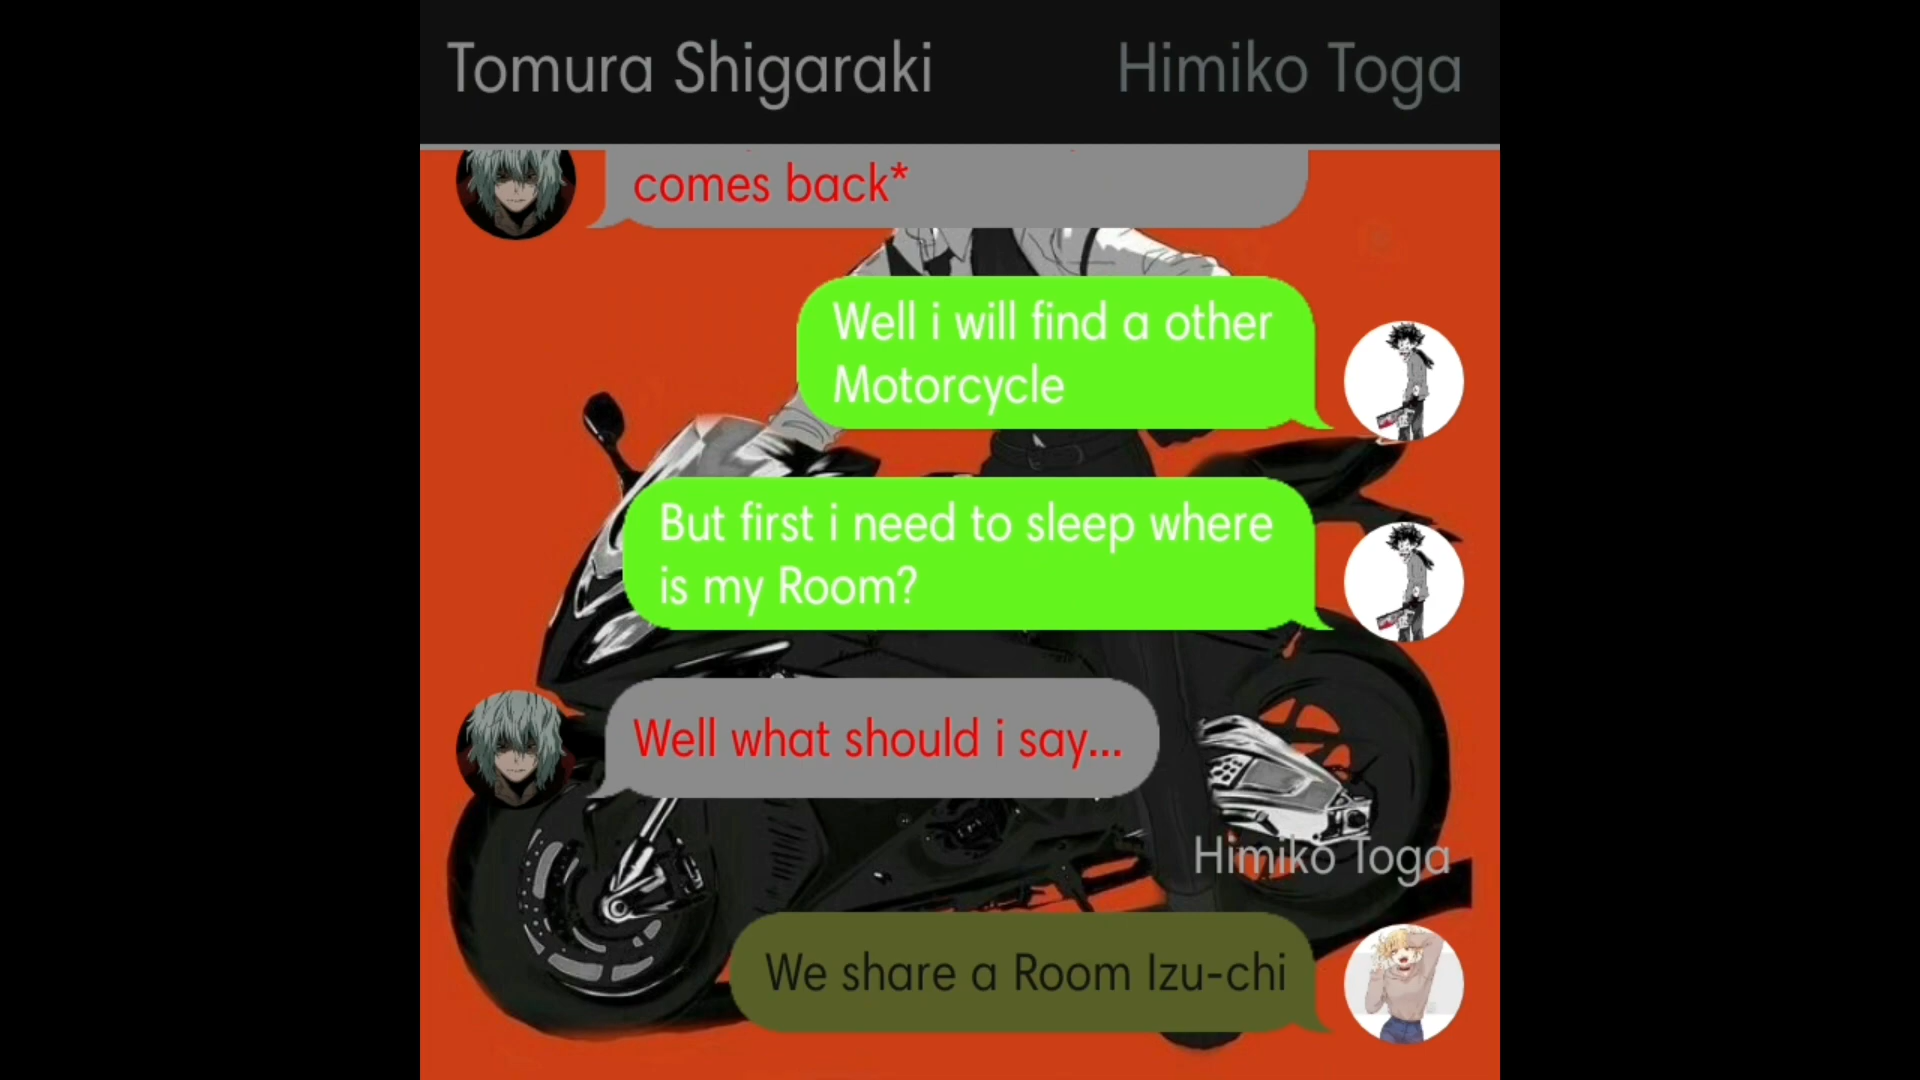 Tomura Shigaraki Himiko Toga
comes back*
Well i will find a other
Motorcycle
But first i need to sleep where
is my Room?
Well what should i say...
Himiko Toga
We share a Room Izu-chi